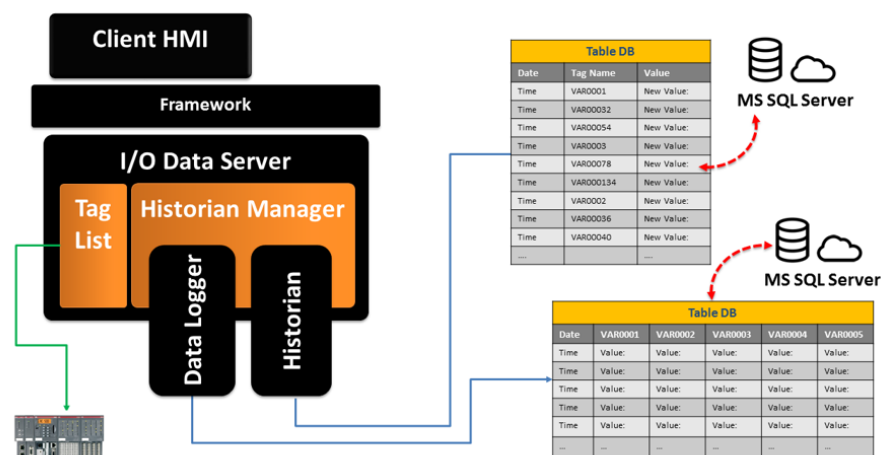 Client HMI
Framework
I/O Data Server
Tag
List
Historian Manager
Data Logger
Historian
Table DB
Date Tag Name Value
Time VAR0001 New Value:
Time VAR00032 New Value:
Time VAR00054 New Value:
Time VAR0003 New Value:
Time VAR00078 New Value:
Time VAR000134 New Value:
Time VAR0002 New Value:
Time VAR00036 New Value:
Time VAR00040 New Value:
.... ....
MS SQL Server
MS SQL Server
Table DB
Date VAR0001 VAR0002 VAR0003 VAR0004 VAR0005
Time Value: Value: Value: Value: Value:
Time Value: Value: Value: Value: Value:
Time Value: Value: Value: Value: Value:
Time Value: Value: Value: Value: Value:
Time Value: Value: Value: Value: Value:
... ... ... ... ... ...